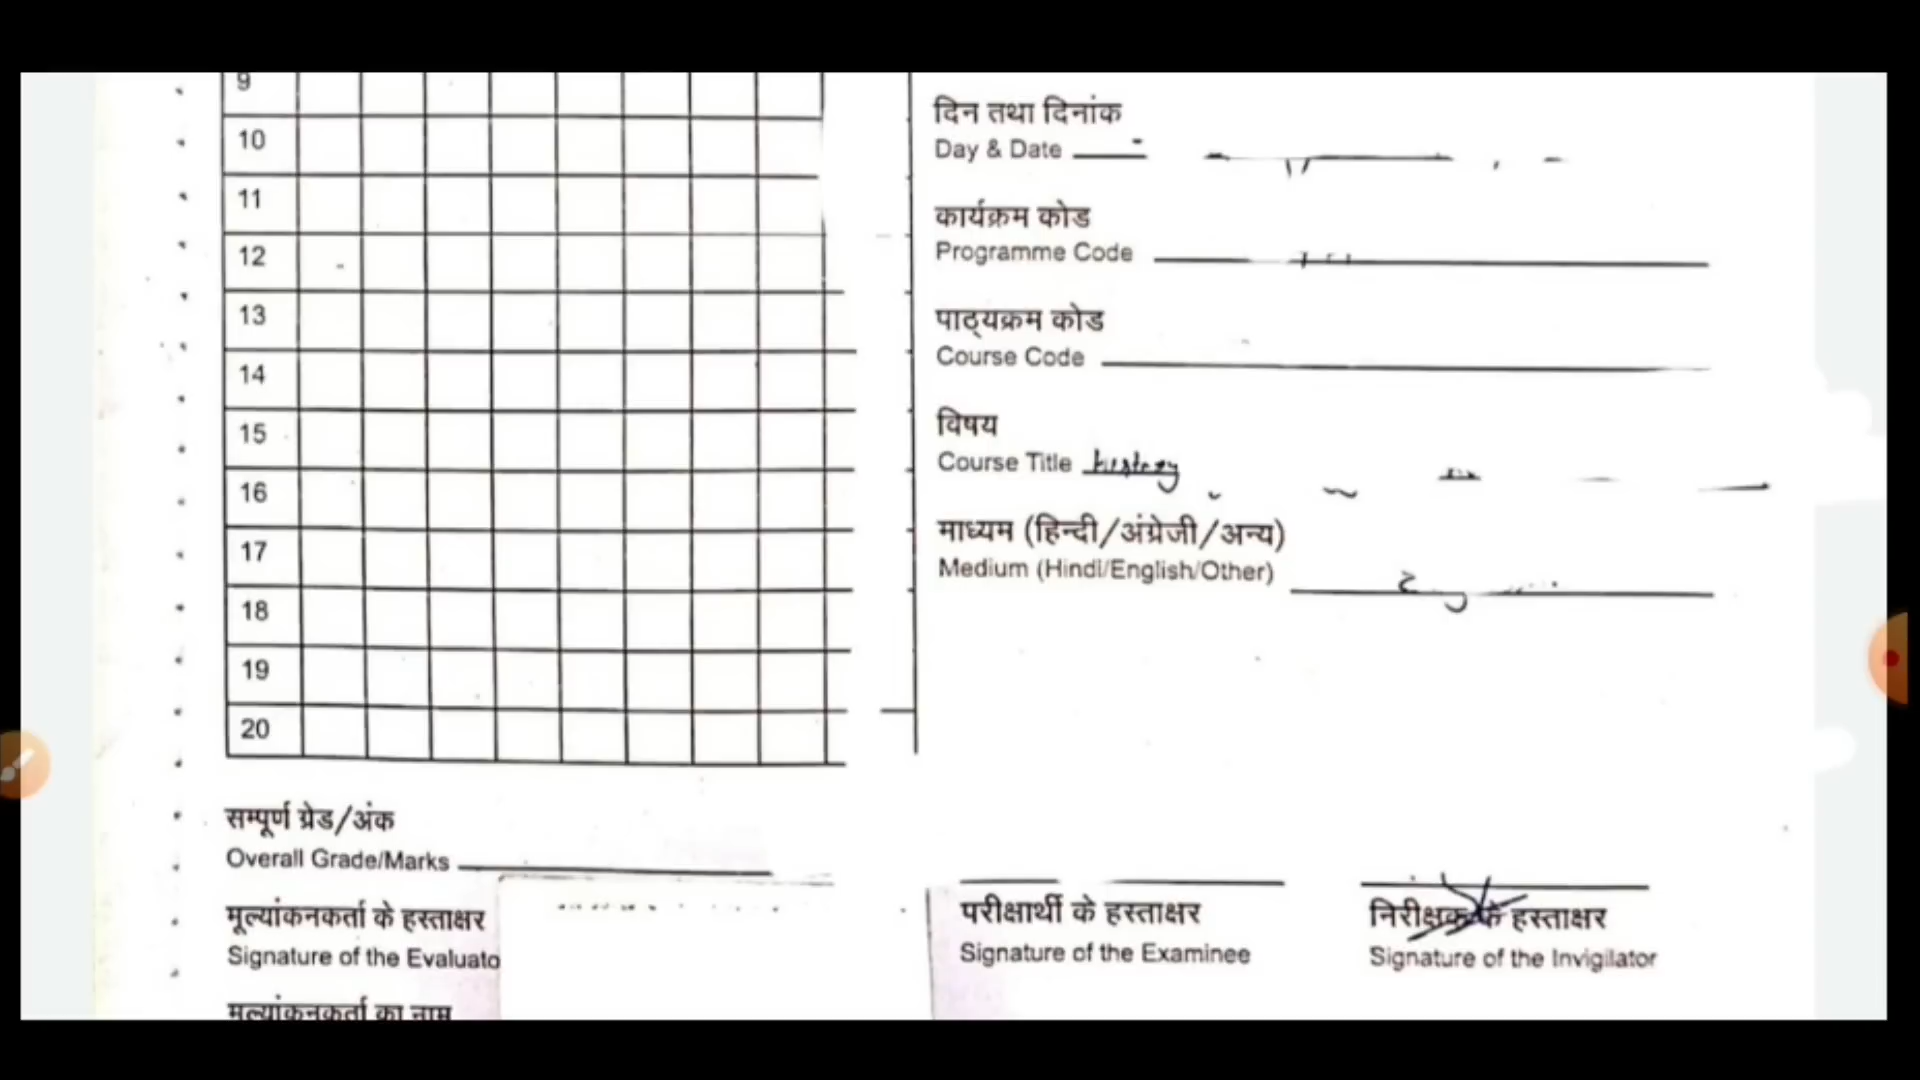 9
10
11
12
13
14
15
16
17
18
19
20
सम्पूर्ण ग्रेड/अंक
Overall Grade/Marks
मूल्यांकनकर्ता के हस्ताक्षर
Signature of the Evaluato
मूल्यांकनकर्ता का नाम
दिन तथा दिनांक
Day & Date
कार्यक्रम कोड
Programme Code
पाठ्यक्रम कोड
Course Code
विषय
Course Title History
माध्यम (हिन्दी/अंग्रेजी/अन्य)
Medium (Hindi/English/Other)
परीक्षार्थी के हस्ताक्षर
Signature of the Examinee
निरीक्षक के हस्ताक्षर
Signature of the Invigilator